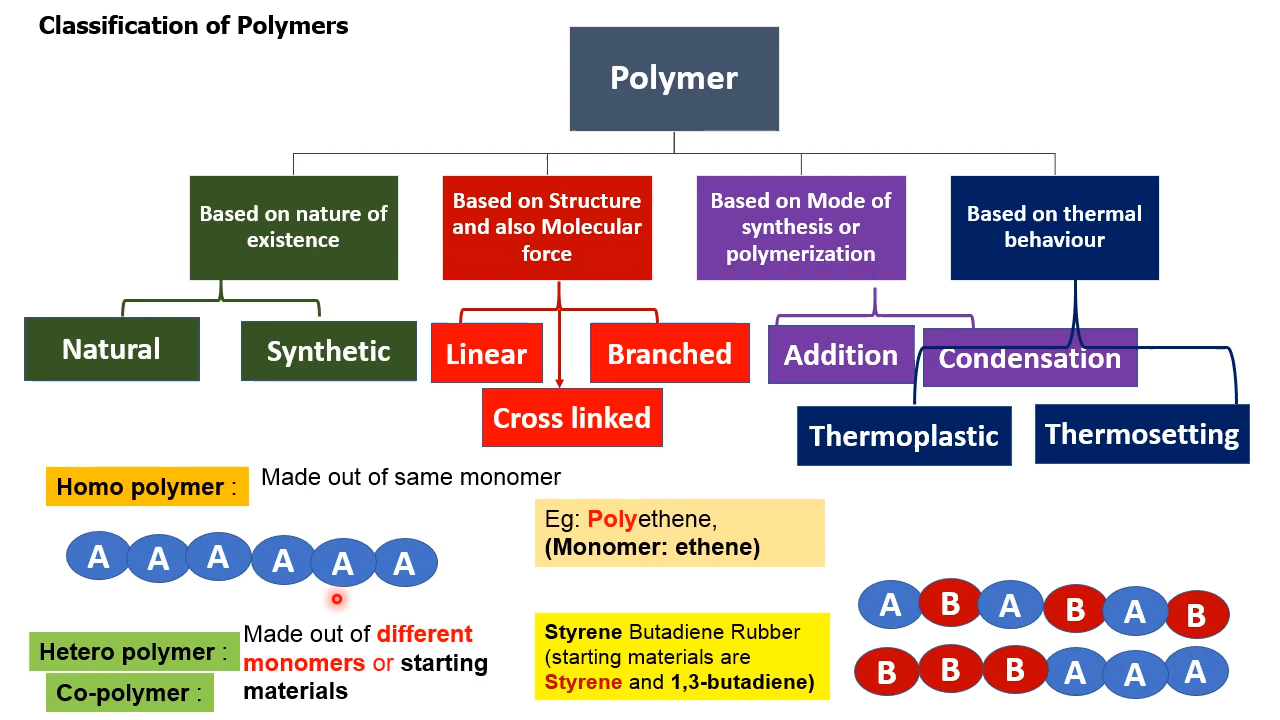 Classification of Polymers
Polymer
Based on nature of
existence
Based on Structure
and also Molecular
force
Based on Mode of
synthesis or
polymerization
Based on thermal
behaviour
Natural
Synthetic
Linear
Branched
Cross linked
Addition
Condensation
Thermoplastic
Thermosetting
Homo polymer :
Made out of same monomer
A A A A A A
Eg: Polyethene,
(Monomer: ethene)
Hetero polymer :
Co-polymer :
Made out of different
monomers or starting
materials
Styrene Butadiene Rubber
(starting materials are
Styrene and 1,3-butadiene)
A B A B A B
B B B A A A